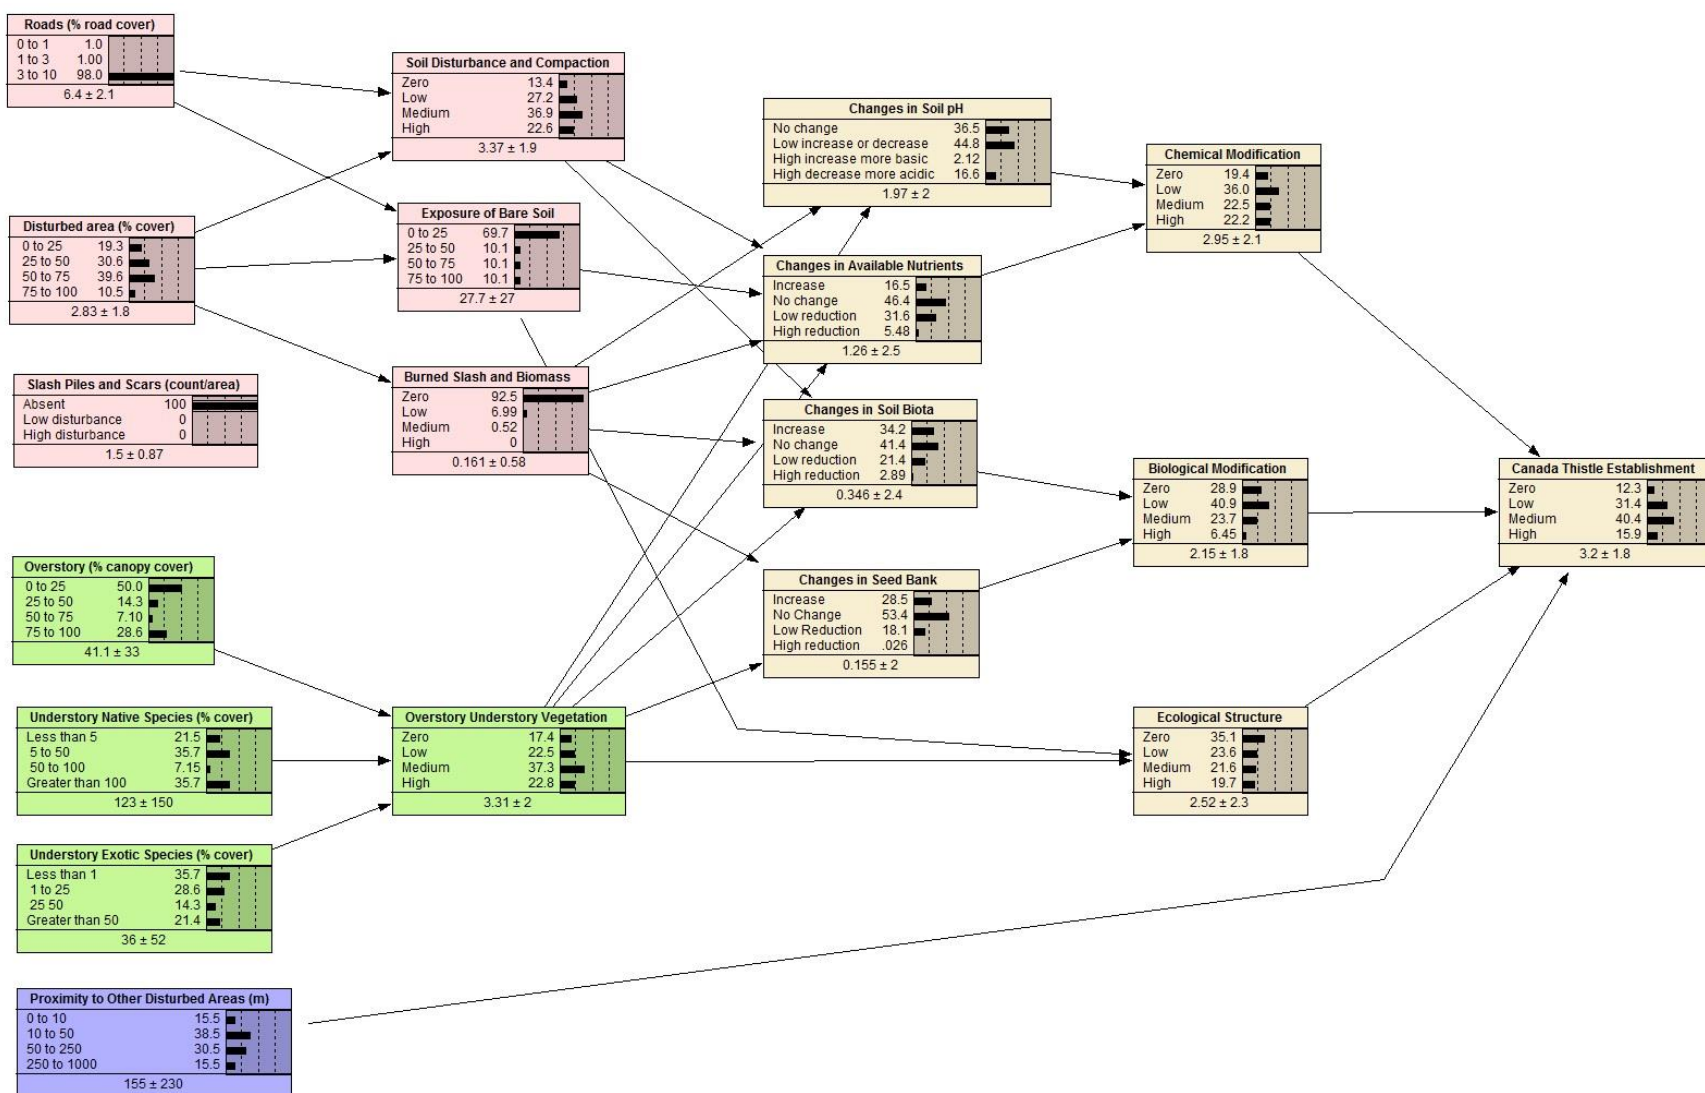 Roads (% road cover)
0 to 1 1.0
1 to 3 1.00
3 to 10 98.0
6.4 ± 2.1
Disturbed area (% cover)
0 to 25 19.3
25 to 50 30.6
50 to 75 39.6
75 to 100 10.5
2.83 ± 1.8
Slash Piles and Scars (count/area)
Absent 100
Low disturbance 0
High disturbance 0
1.5 ± 0.87
Overstory (% canopy cover)
0 to 25 50.0
25 to 50 14.3
50 to 75 7.10
75 to 100 28.6
41.1 ± 33
Understory Native Species (% cover)
Less than 5 21.5
5 to 50 35.7
50 to 100 7.15
Greater than 100 35.7
123 ± 150
Understory Exotic Species (% cover)
Less than 1 35.7
1 to 25 28.6
25 50 14.3
Greater than 50 21.4
36 ± 52
Proximity to Other Disturbed Areas (m)
0 to 10 15.5
10 to 50 38.5
50 to 250 30.5
250 to 1000 15.5
155 ± 230
Soil Disturbance and Compaction
Zero 13.4
Low 27.2
Medium 36.9
High 22.6
3.37 ± 1.9
Exposure of Bare Soil
0 to 25 69.7
25 to 50 10.1
50 to 75 10.1
75 to 100 10.1
27.7 ± 27
Burned Slash and Biomass
Zero 92.5
Low 6.99
Medium 0.52
High 0
0.161 ± 0.58
Overstory Understory Vegetation
Zero 17.4
Low 22.5
Medium 37.3
High 22.8
3.31 ± 2
Changes in Soil pH
No change 36.5
Low increase or decrease 44.8
High increase more basic 2.12
High decrease more acidic 16.6
1.97 ± 2
Changes in Available Nutrients
Increase 16.5
No change 46.4
Low reduction 31.6
High reduction 5.48
1.26 ± 2.5
Changes in Soil Biota
Increase 34.2
No change 41.4
Low reduction 21.4
High reduction 2.89
0.346 ± 2.4
Changes in Seed Bank
Increase 28.5
No Change 53.4
Low Reduction 18.1
High reduction .026
0.155 ± 2
Chemical Modification
Zero 19.4
Low 36.0
Medium 22.5
High 22.2
2.95 ± 2.1
Biological Modification
Zero 28.9
Low 40.9
Medium 23.7
High 6.45
2.15 ± 1.8
Ecological Structure
Zero 35.1
Low 23.6
Medium 21.6
High 19.7
2.52 ± 2.3
Canada Thistle Establishment
Zero 12.3
Low 31.4
Medium 40.4
High 15.9
3.2 ± 1.8